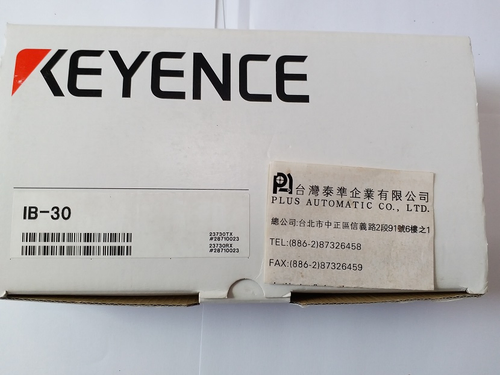 KEYENCE
IB-30
23730TX
#28710023
23730RX
#28710023
台灣泰準企業有限公司
PLUS AUTOMATIC CO., LTD.
總公司:台北市中正區信義路2段91號6樓之1
TEL:(886-2)87326458
FAX:(886-2)87326459